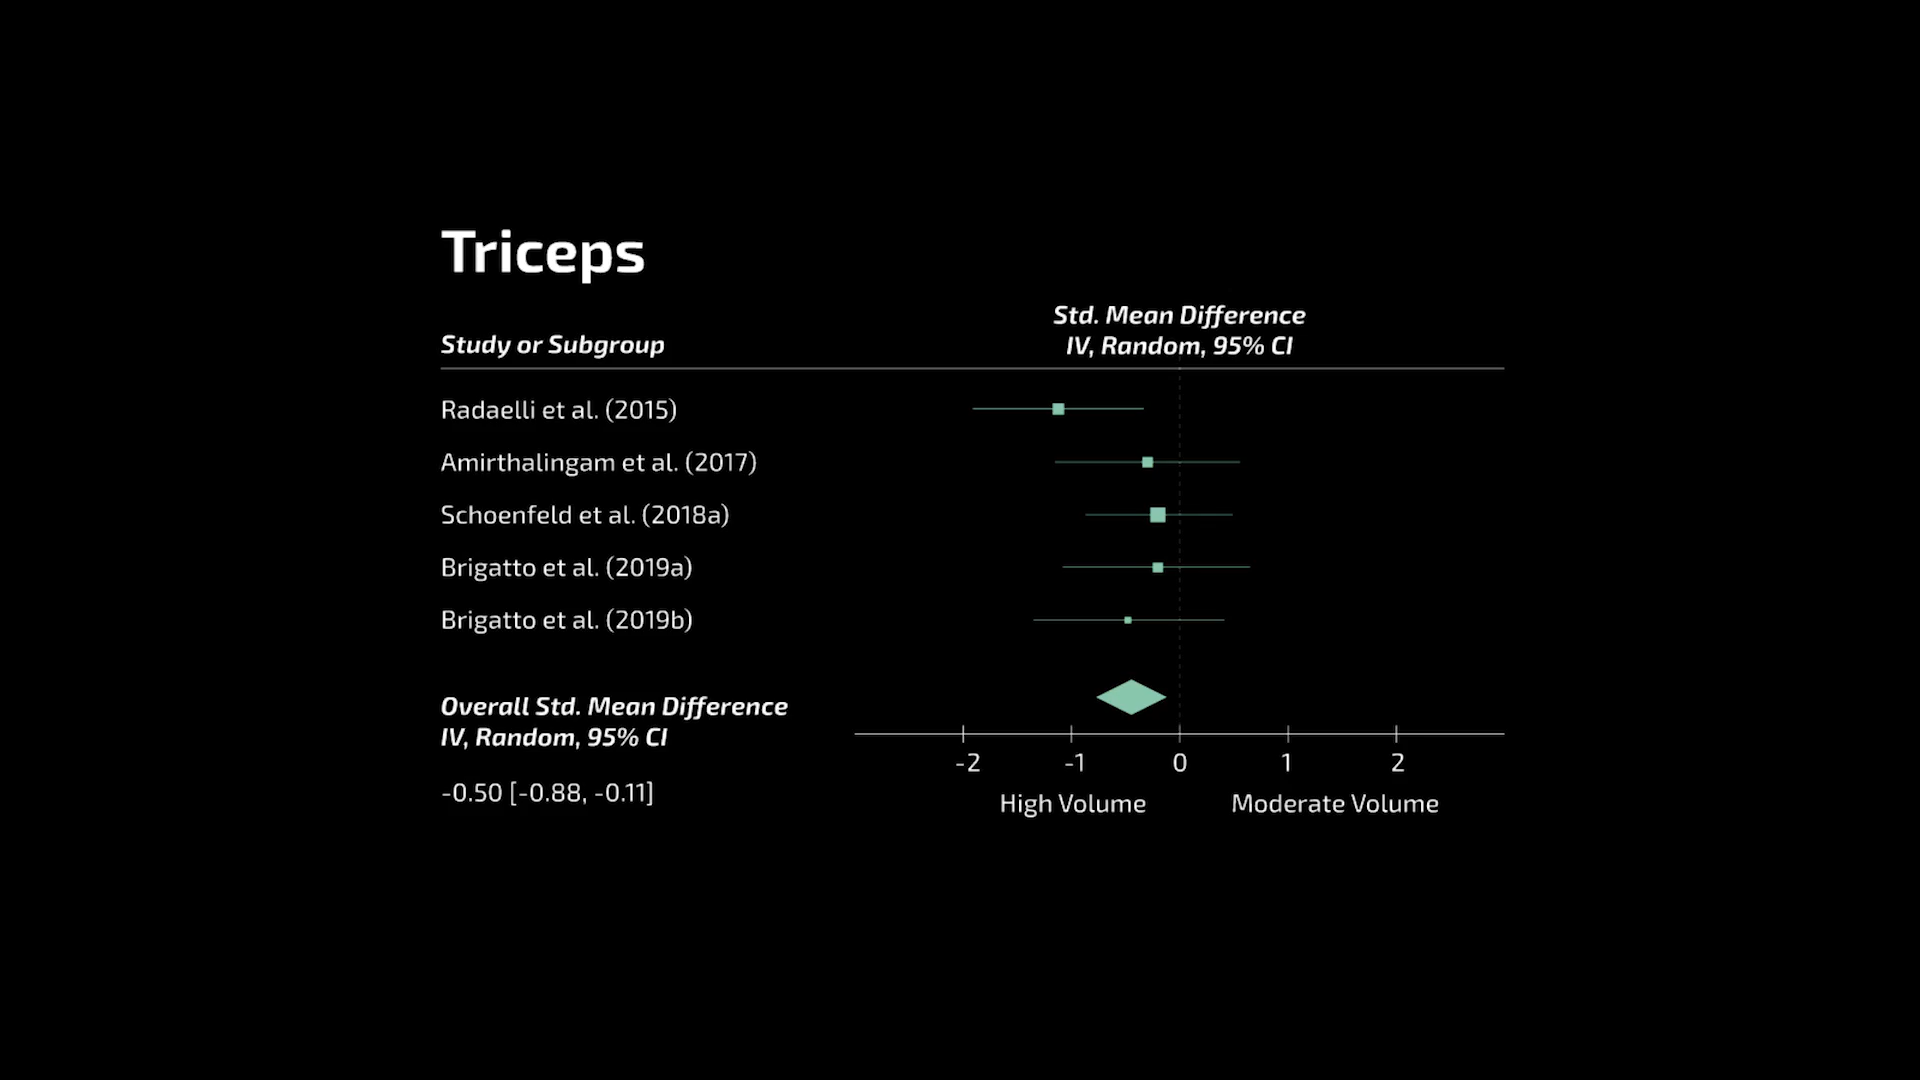 Triceps
Study or Subgroup
Std. Mean Difference
IV, Random, 95% CI
Radaelli et al. (2015)
Amirthalingam et al. (2017)
Schoenfeld et al. (2018a)
Brigatto et al. (2019a)
Brigatto et al. (2019b)
Overall Std. Mean Difference
IV, Random, 95% CI
-0.50 [-0.88, -0.11]
-2 -1 0 1 2
High Volume Moderate Volume